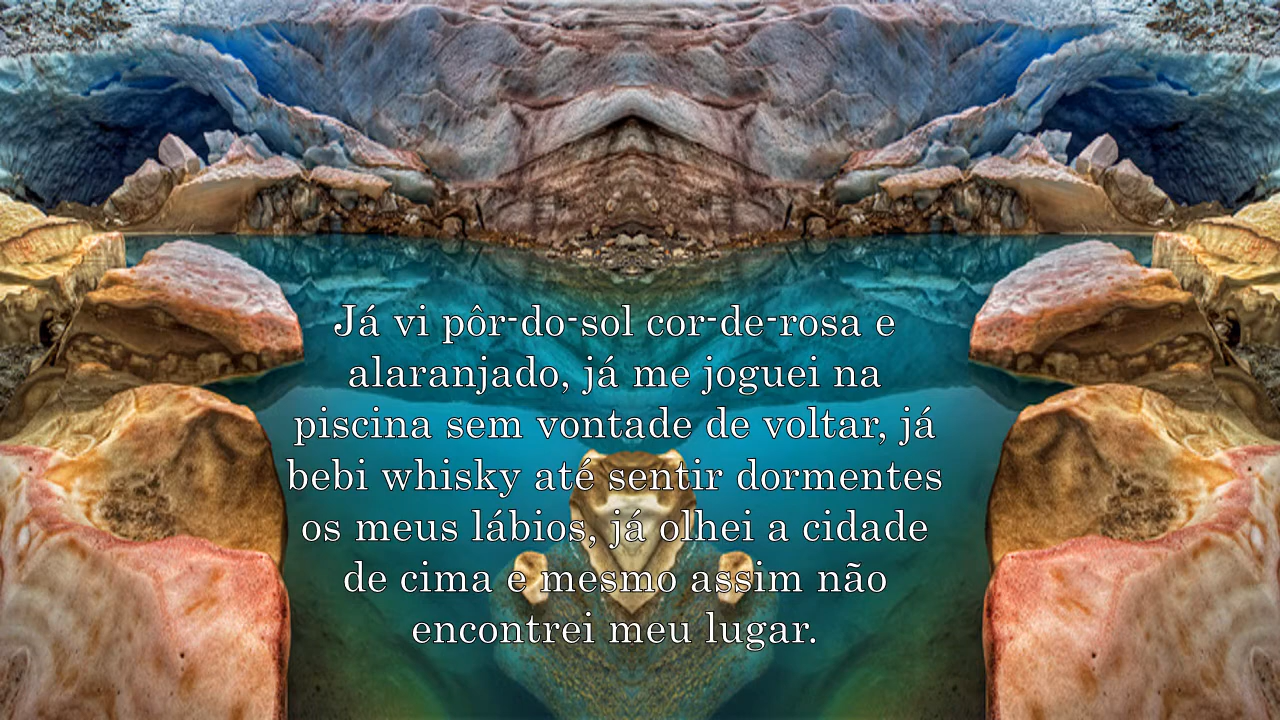 Já vi pôr-do-sol cor-de-rosa e
alaranjado, já me joguei na
piscina sem vontade de voltar, já
bebi whisky até sentir dormentes
os meus lábios, já olhei a cidade
de cima e mesmo assim não
encontrei meu lugar.